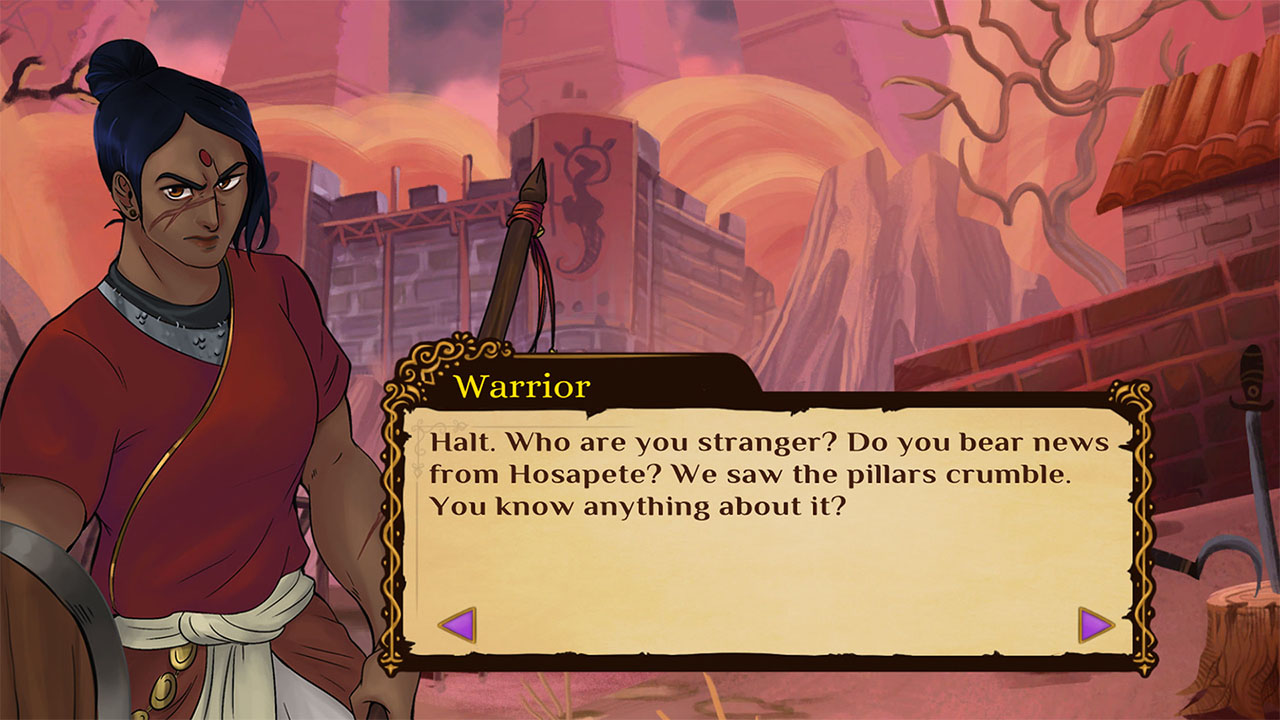 Warrior
Halt. Who are you stranger? Do you bear news
from Hosapete? We saw the pillars crumble.
You know anything about it?